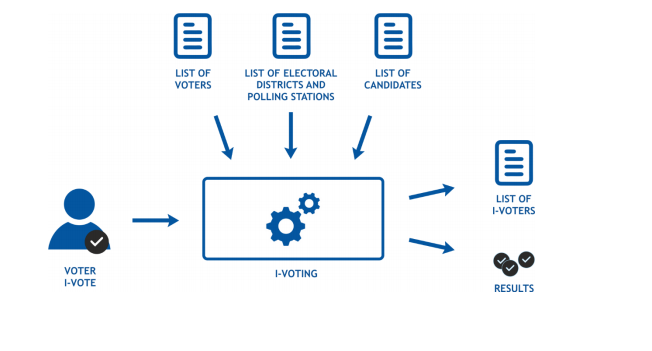 LIST OF
VOTERS
LIST OF ELECTORAL
DISTRICTS AND
POLLING STATIONS
LIST OF
CANDIDATES
LIST OF
I-VOTERS
VOTER
I-VOTE
I-VOTING
RESULTS